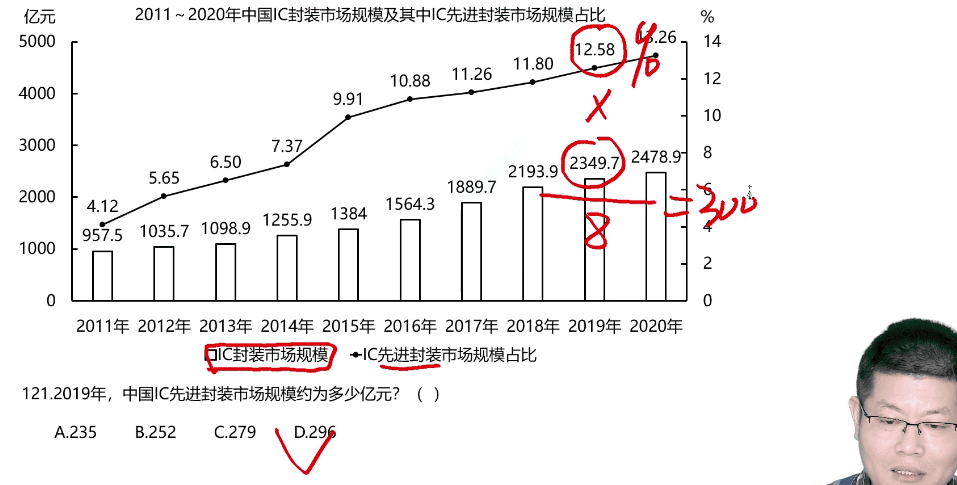 亿元 2011～2020年中国IC封装市场规模及其中IC先进封装市场规模占比 %
5000 14
4000 12
3000 10
2000 8
1000 6
0 4
2
0
4.12 5.65 6.50 7.37 9.91 10.88 11.26 11.80 12.58 13.26 %
×
957.5 1035.7 1098.9 1255.9 1384 1564.3 1889.7 2193.9 2349.7 2478.9
8 =300
2011年 2012年 2013年 2014年 2015年 2016年 2017年 2018年 2019年 2020年
IC封装市场规模 IC先进封装市场规模占比
121.2019年，中国IC先进封装市场规模约为多少亿元？（ ）
A.235 B.252 C.279 D.296